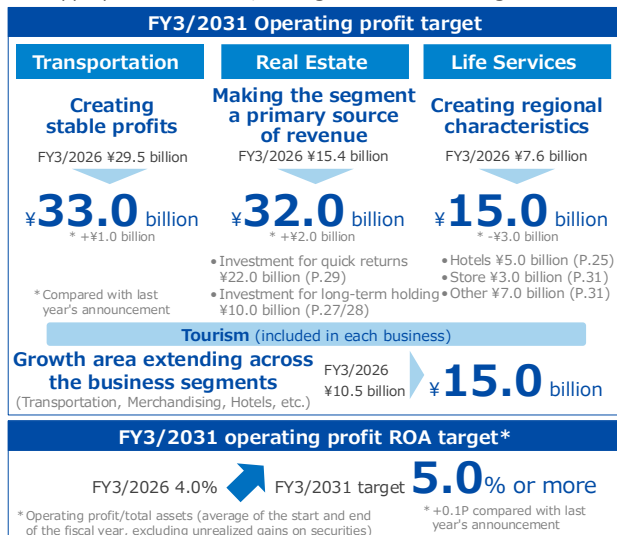 FY3/2031 Operating profit target
Transportation
Creating
stable profits
FY3/2026 ¥29.5 billion
¥33.0 billion
* +¥1.0 billion
* Compared with last
year's announcement
Real Estate
Making the segment
a primary source
of revenue
FY3/2026 ¥15.4 billion
¥32.0 billion
* +¥2.0 billion
• Investment for quick returns
¥22.0 billion (P.29)
• Investment for long-term holding
¥10.0 billion (P.27/28)
Life Services
Creating regional
characteristics
FY3/2026 ¥7.6 billion
¥15.0 billion
* -¥3.0 billion
• Hotels ¥5.0 billion (P.25)
• Store ¥3.0 billion (P.31)
• Other ¥7.0 billion (P.31)
Tourism (included in each business)
Growth area extending across
the business segments
(Transportation, Merchandising, Hotels, etc.)
FY3/2026
¥10.5 billion
¥15.0 billion
FY3/2031 operating profit ROA target*
FY3/2026 4.0%
FY3/2031 target 5.0% or more
* Operating profit/total assets (average of the start and end
of the fiscal year, excluding unrealized gains on securities)
* +0.1P compared with last
year's announcement